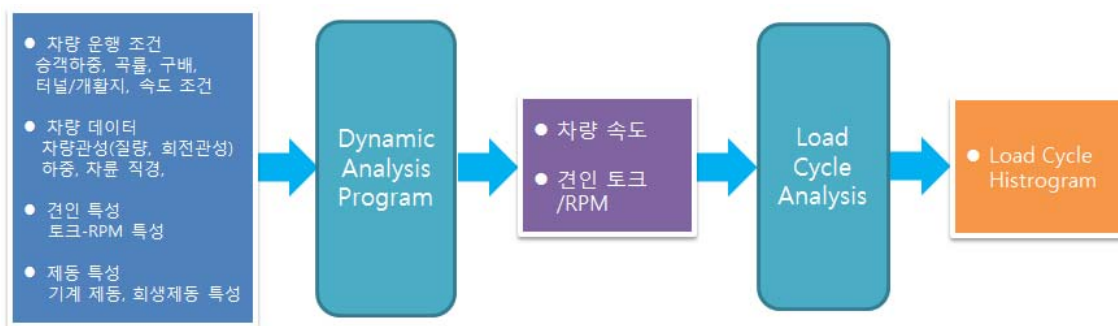 ● 차량 운행 조건
승객하중, 곡률, 구배,
터널/개활지, 속도 조건
● 차량 데이터
차량관성(질량, 회전관성)
하중, 차륜 직경,
● 견인 특성
토크-RPM 특성
● 제동 특성
기계 제동, 회생제동 특성
Dynamic
Analysis
Program
● 차량 속도
● 견인 토크
/RPM
Load
Cycle
Analysis
● Load Cycle
Histrogram